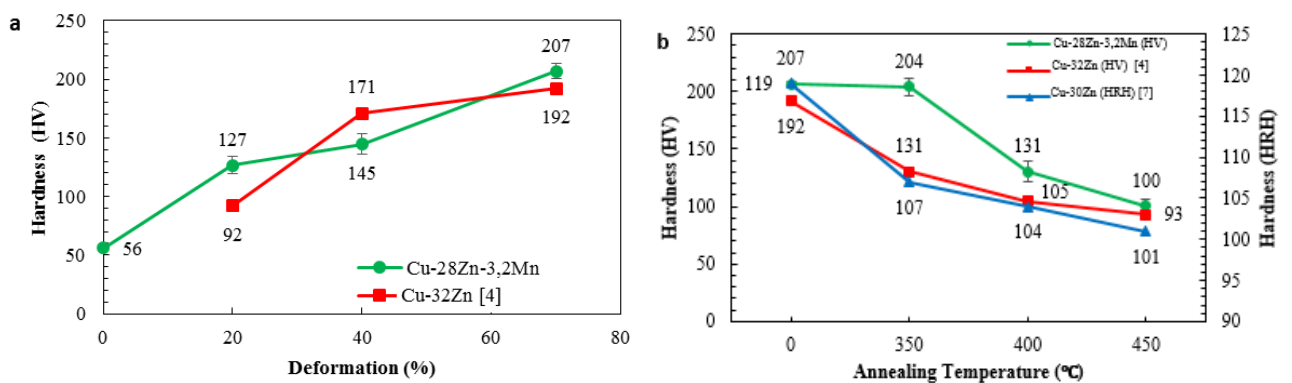 a
250
200
150
100
50
0
Hardness (HV)
207
171
127
192
145
92
56
Cu-28Zn-3,2Mn
Cu-32Zn [4]
0 20 40 60 80
Deformation (%)
b
250
200
150
100
50
0
Hardness (HV)
Cu-28Zn-3,2Mn (HV)
Cu-32Zn (HV) [4]
Cu-30Zn (HRH) [7]
207 204
119
192
131 131
105 100
107 104 93
101
125
120
115
110
105
100
95
90
Hardness (HRH)
0 350 400 450
Annealing Temperature (℃)